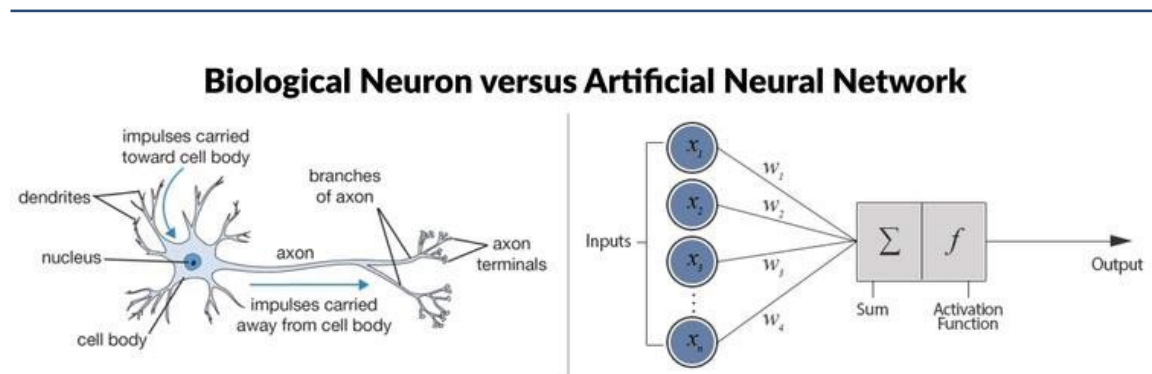 Biological Neuron versus Artificial Neural Network
impulses carried
toward cell body
dendrites
nucleus
cell body
axon
impulses carried
away from cell body
branches
of axon
axon
terminals
Inputs
x1
x2
x3
xn
w1
w2
w3
w4
Σ
f
Sum
Activation
Function
Output